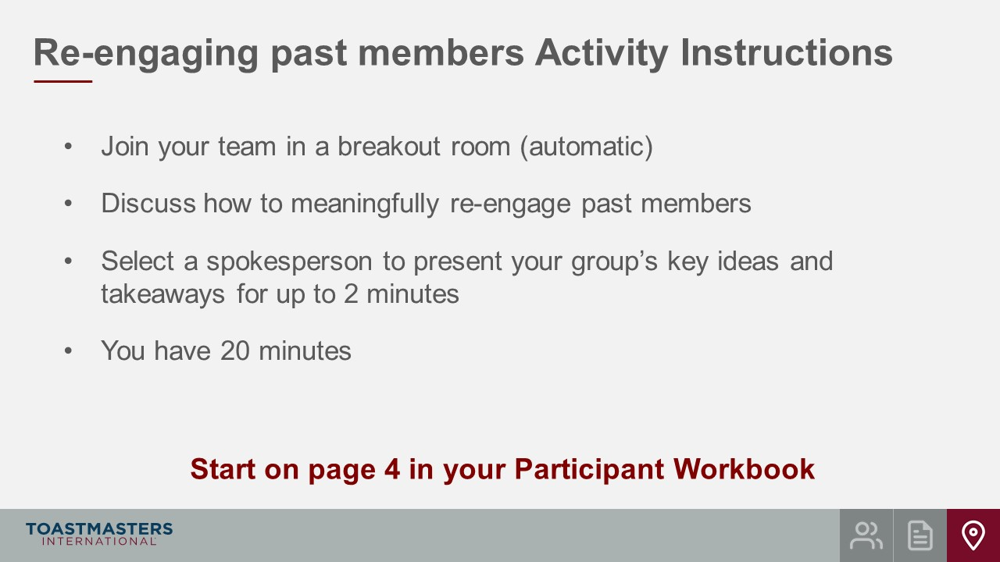 Re-engaging past members Activity Instructions
• Join your team in a breakout room (automatic)
• Discuss how to meaningfully re-engage past members
• Select a spokesperson to present your group’s key ideas and
takeaways for up to 2 minutes
• You have 20 minutes
Start on page 4 in your Participant Workbook
TOASTMASTERS
INTERNATIONAL